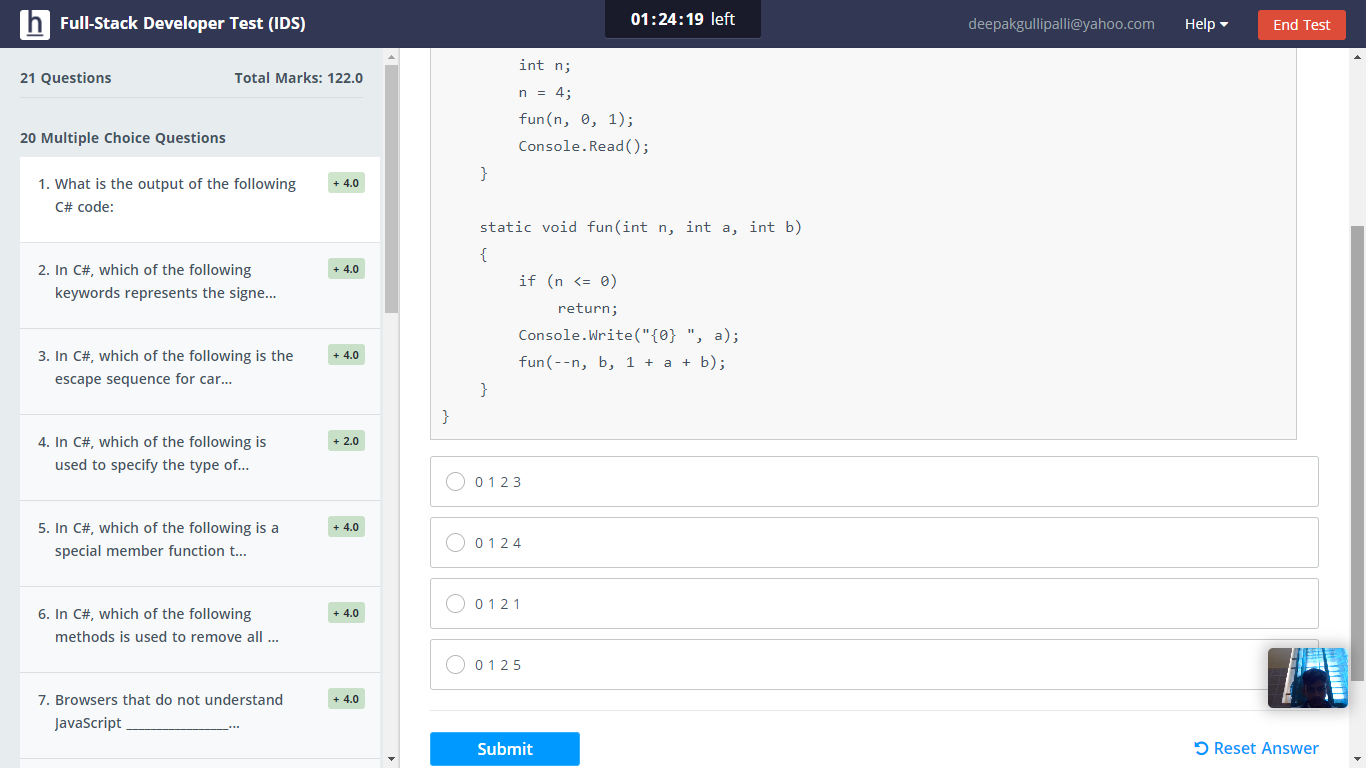 h Full-Stack Developer Test (IDS)
01:24:19 left
deepakgullipalli@yahoo.com
Help
End Test
21 Questions
Total Marks: 122.0
20 Multiple Choice Questions
1. What is the output of the following + 4.0
C# code:
2. In C#, which of the following + 4.0
keywords represents the signe...
3. In C#, which of the following is the + 4.0
escape sequence for car...
4. In C#, which of the following is + 2.0
used to specify the type of...
5. In C#, which of the following is a + 4.0
special member function t...
6. In C#, which of the following + 4.0
methods is used to remove all ...
7. Browsers that do not understand + 4.0
JavaScript _________________...
int n;
n = 4;
fun(n, 0, 1);
Console.Read();
}
static void fun(int n, int a, int b)
{
if (n <= 0)
return;
Console.Write("{0} ", a);
fun(--n, b, 1 + a + b);
}
}
0 1 2 3
0 1 2 4
0 1 2 1
0 1 2 5
Submit
Reset Answer